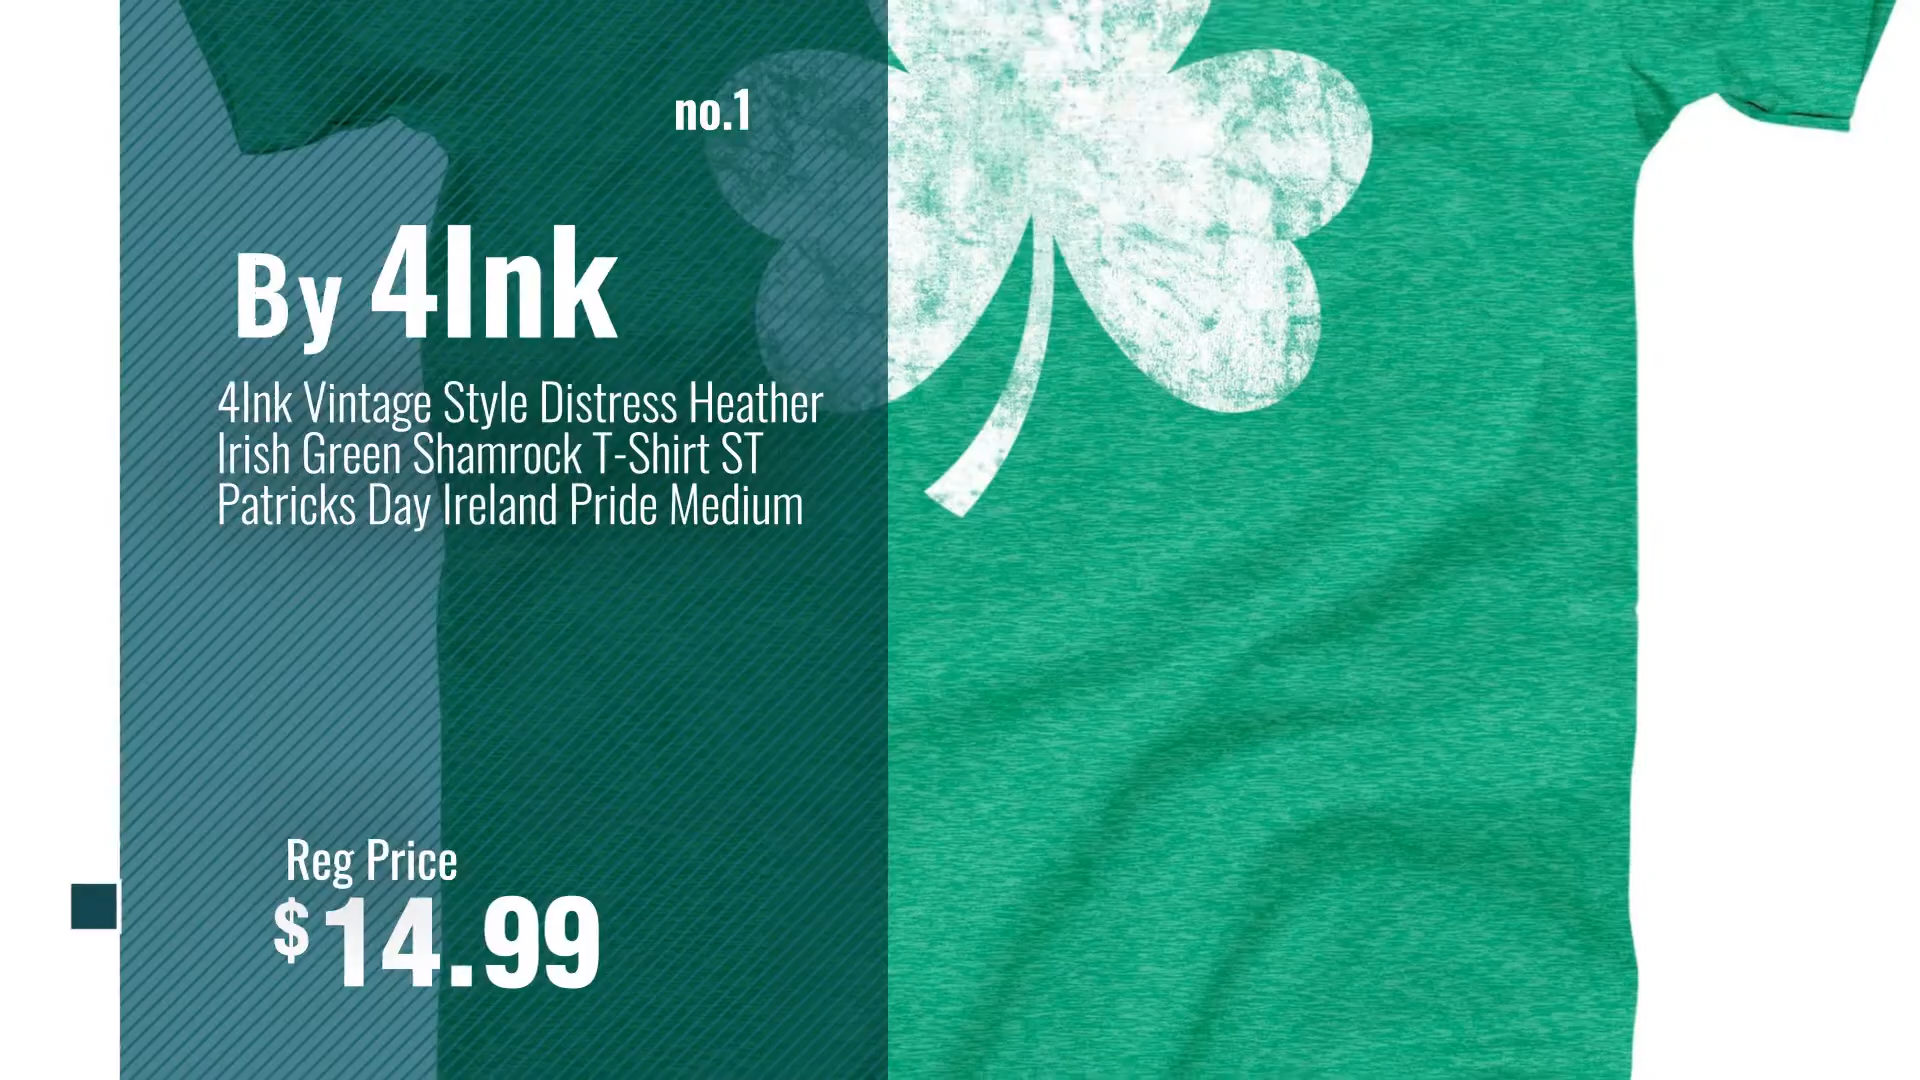 no.1
By 4Ink
4Ink Vintage Style Distress Heather
Irish Green Shamrock T-Shirt ST
Patricks Day Ireland Pride Medium
Reg Price
$14.99